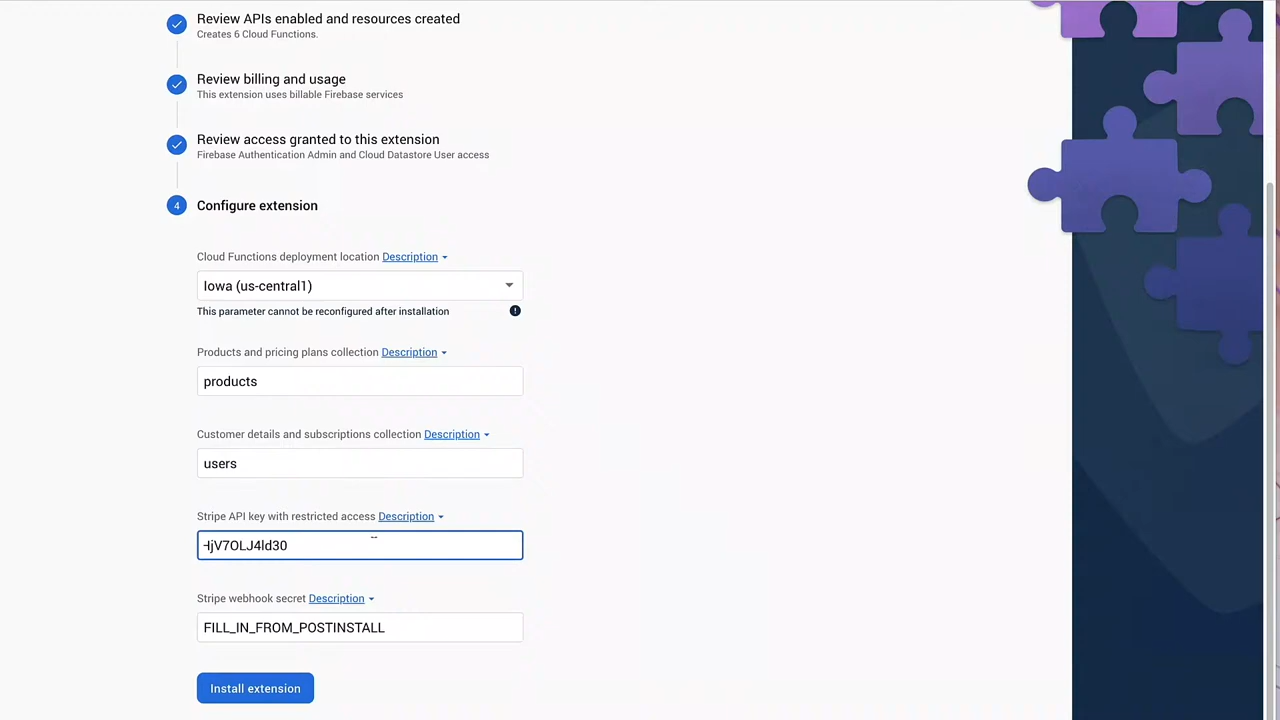 Review APIs enabled and resources created
Creates 6 Cloud Functions.
Review billing and usage
This extension uses billable Firebase services
Review access granted to this extension
Firebase Authentication Admin and Cloud Datastore User access
4 Configure extension
Cloud Functions deployment location Description
Iowa (us-central1)
This parameter cannot be reconfigured after installation
Products and pricing plans collection Description
products
Customer details and subscriptions collection Description
users
Stripe API key with restricted access Description
HjV7OLJ4ld30
Stripe webhook secret Description
FILL_IN_FROM_POSTINSTALL
Install extension